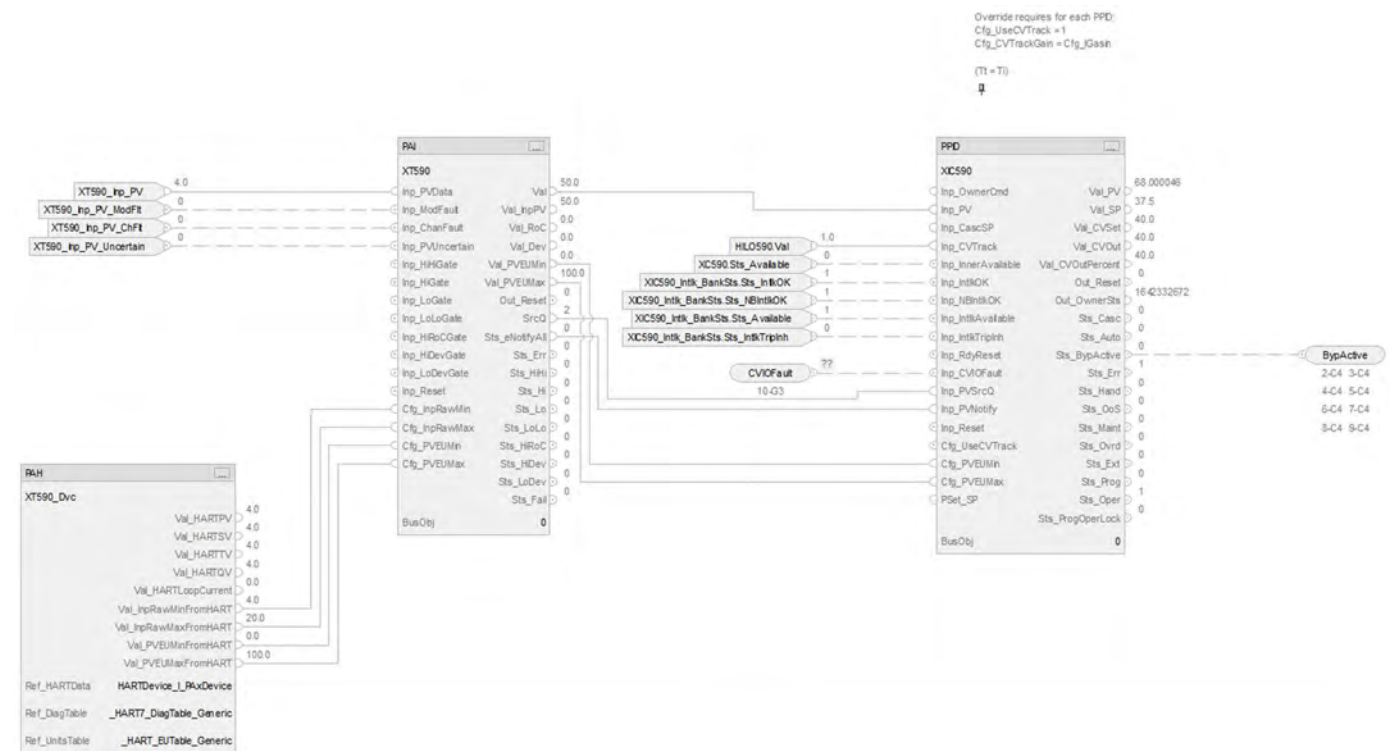 Override requires for each PPID:
Cfg_UseCVTrack = 1
Cfg_CVTrackGain = Cfg_IGasin
(Tt = Ti)
PAI
...
XT590
XT590_Inp_PV
4.0
Inp_PVData
Val
50.0
XT590_Inp_PV_ModFlt
0
Inp_ModFault
Val_InpPV
50.0
XT590_Inp_PV_ChFlt
0
Inp_ChanFault
Val_RoC
0.0
XT590_Inp_PV_Uncertain
0
Inp_PVUncertain
Val_Dev
0.0
Inp_HiHiGate
Val_PVEUMin
0.0
Inp_HiGate
Val_PVEUMax
100.0
Inp_LoGate
Out_Reset
0
Inp_LoLoGate
SrcQ
2
Inp_HiRoCGate
Sts_eNotifyAll
0
Inp_HiDevGate
Sts_Err
0
Inp_LoDevGate
Sts_HiHi
0
Inp_Reset
Sts_Hi
0
Cfg_InpRawMin
Sts_Lo
0
Cfg_InpRawMax
Sts_LoLo
0
Cfg_PVEUMin
Sts_HiRoC
0
Cfg_PVEUMax
Sts_HiDev
0
Sts_LoDev
0
Sts_Fail
0
BusObj
0
PPID
...
XIC590
Inp_OwnerCmd
Val_PV
68.000046
Inp_PV
Val_SP
37.5
Inp_CascSP
Val_CVSet
40.0
HILO590.Val
1.0
Inp_CVTrack
Val_CVOut
40.0
XC590.Sts_Available
0
Inp_InnerAvailable
Val_CVOutPercent
40.0
XIC590_Intlk_BankSts.Sts_IntlkOK
1
Inp_IntlkOK
Out_Reset
0
XIC590_Intlk_BankSts.Sts_NBIntlkOK
1
Inp_NBIntlkOK
Out_OwnerSts
1642332672
XIC590_Intlk_BankSts.Sts_Available
1
Inp_IntlkAvailable
Sts_Casc
0
XIC590_Intlk_BankSts.Sts_IntlkTripInh
0
Inp_IntlkTripInh
Sts_Auto
0
Inp_RdyReset
Sts_BypActive
0
CVIOFault
??
10-G3
Inp_CVIOFault
Sts_Err
1
Inp_PVSrcQ
Sts_Hand
0
Inp_PVNotify
Sts_OoS
0
Inp_Reset
Sts_Maint
0
Cfg_UseCVTrack
Sts_Ovrd
0
Cfg_PVEUMin
Sts_Ext
0
Cfg_PVEUMax
Sts_Prog
0
PSet_SP
Sts_Oper
1
Sts_ProgOperLock
0
BusObj
0
BypActive
2-C4 3-C4
4-C4 5-C4
6-C4 7-C4
8-C4 9-C4
PAH
...
XT590_Dvc
Val_HARTPV
4.0
Val_HARTSV
4.0
Val_HARTTV
4.0
Val_HARTQV
4.0
Val_HARTLoopCurrent
0.0
Val_InpRawMinFromHART
4.0
Val_InpRawMaxFromHART
20.0
Val_PVEUMinFromHART
0.0
Val_PVEUMaxFromHART
100.0
Ref_HARTData
HARTDevice_I_PAxDevice
Ref_DiagTable
_HART7_DiagTable_Generic
Ref_UnitsTable
_HART_EUTable_Generic